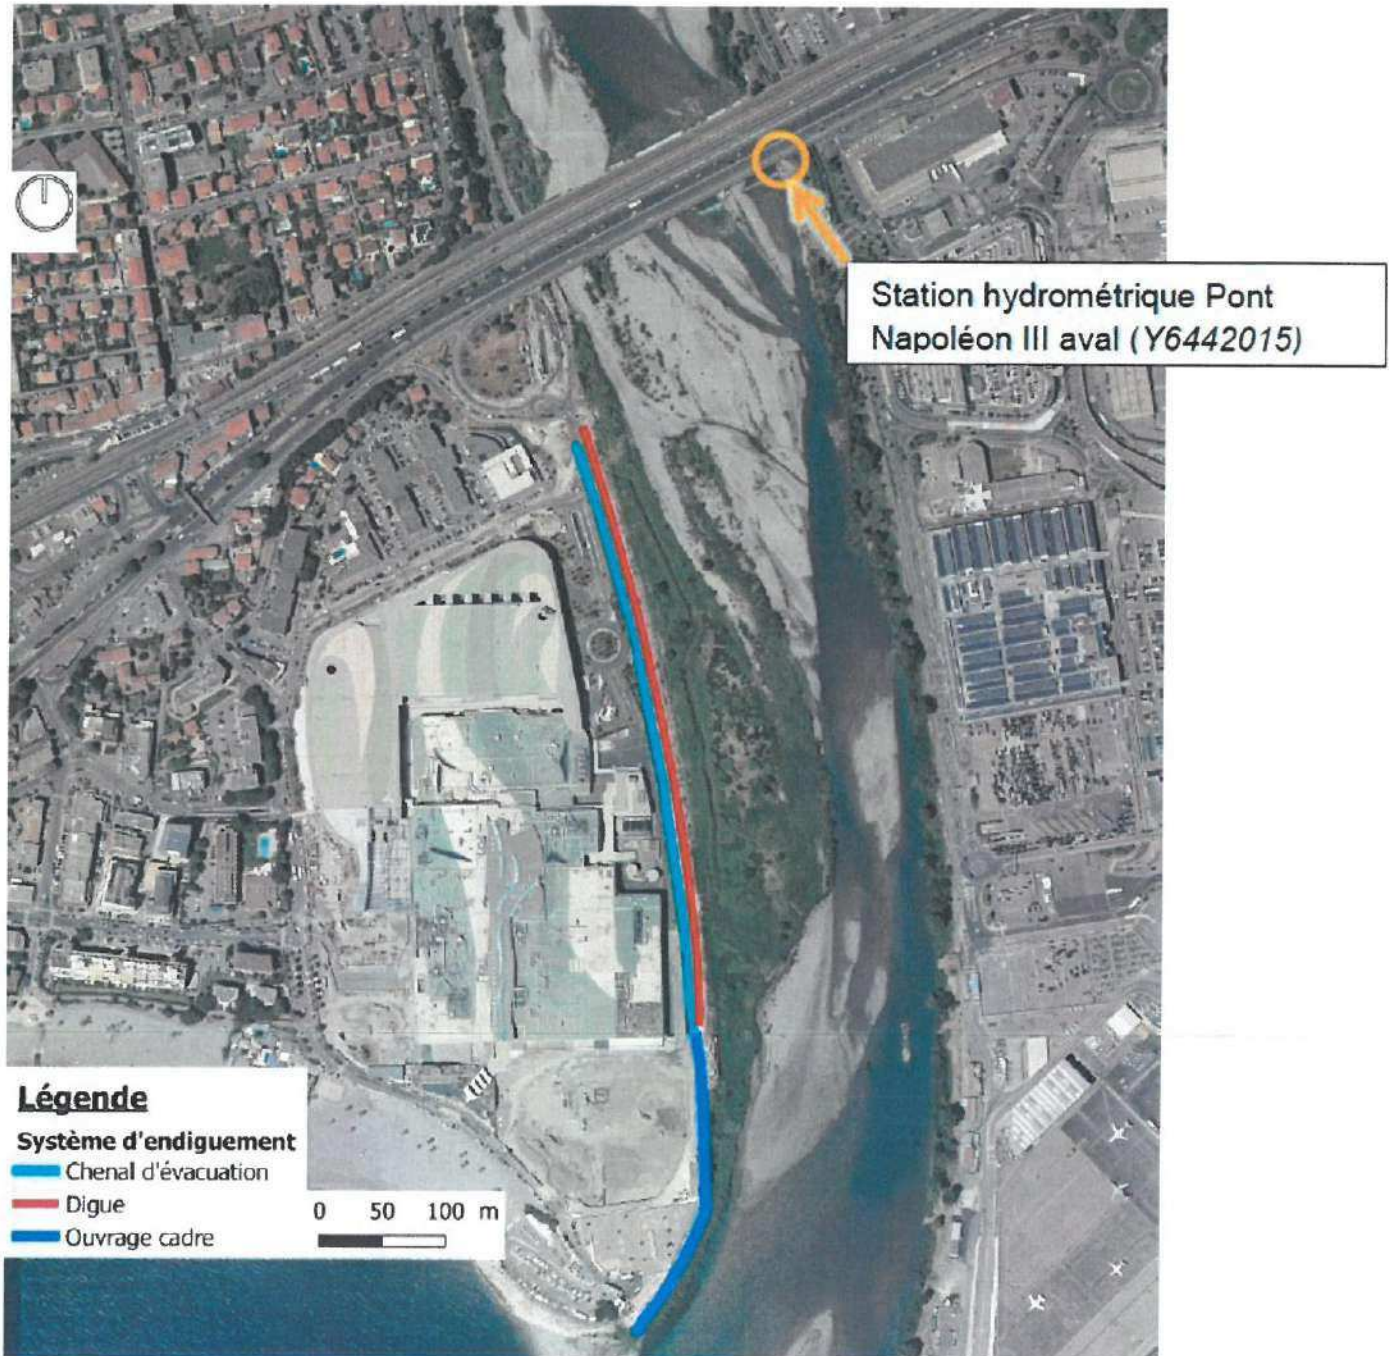 Station hydrométrique Pont
Napoléon III aval (Y6442015)
Légende
Système d'endiguement
Chenal d'évacuation
Digue
Ouvrage cadre
0 50 100 m